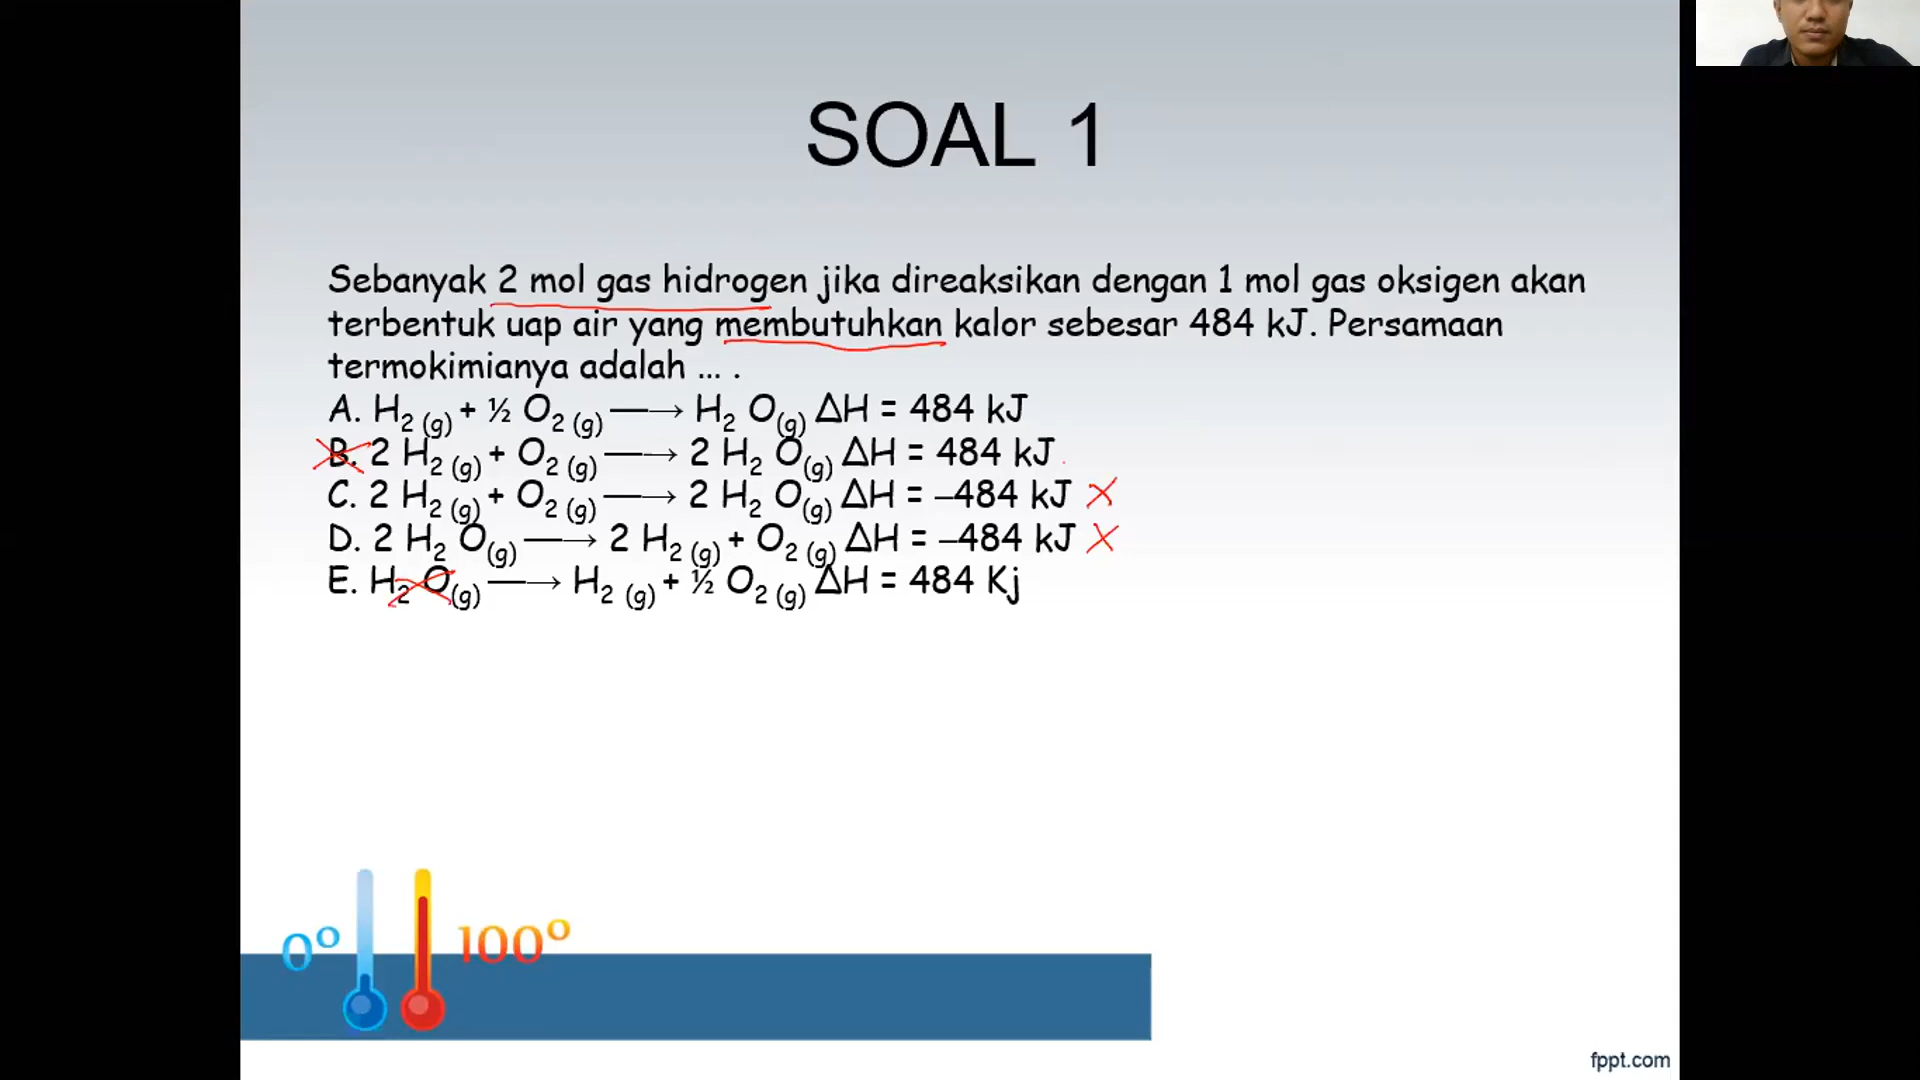 SOAL 1
Sebanyak 2 mol gas hidrogen jika direaksikan dengan 1 mol gas oksigen akan
terbentuk uap air yang membutuhkan kalor sebesar 484 kJ. Persamaan
termokimianya adalah ... .
A. H₂ (g) + ½ O₂ (g) ⟶ H₂ O(g) ΔH = 484 kJ
B. 2 H₂ (g) + O₂ (g) ⟶ 2 H₂ O(g) ΔH = 484 kJ
C. 2 H₂ (g) + O₂ (g) ⟶ 2 H₂ O(g) ΔH = –484 kJ X
D. 2 H₂ O(g) ⟶ 2 H₂ (g) + O₂ (g) ΔH = –484 kJ X
E. H₂ O(g) ⟶ H₂ (g) + ½ O₂ (g) ΔH = 484 Kj
0° 100°
fppt.com